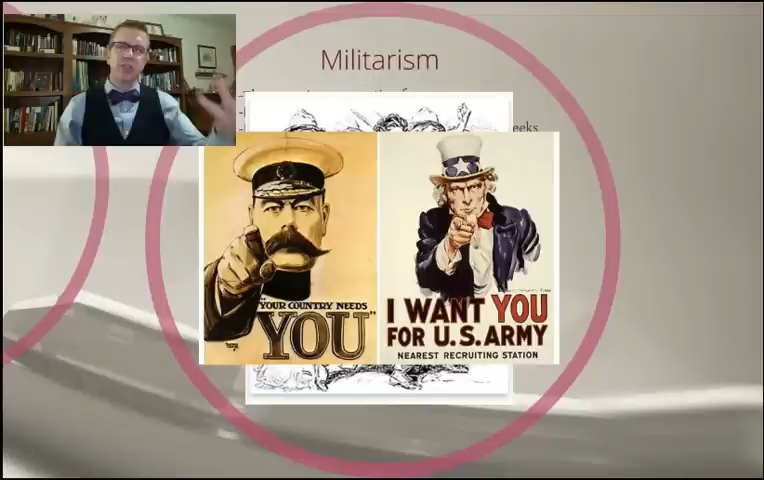 Militarism
eeks
"YOUR COUNTRY NEEDS
YOU"
I WANT YOU
FOR U.S. ARMY
NEAREST RECRUITING STATION